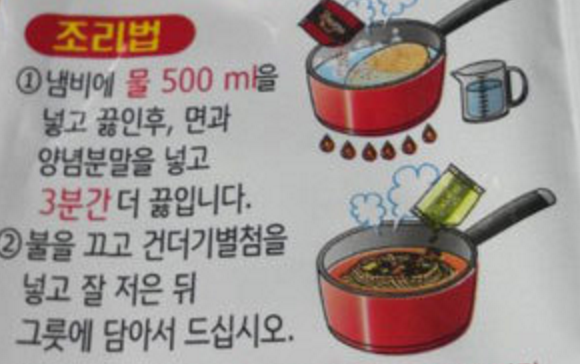 조리법
①냄비에 물 500 ml을
넣고 끓인후, 면과
양념분말을 넣고
3분간 더 끓입니다.
②불을 끄고 건더기별첨을
넣고 잘 저은 뒤
그릇에 담아서 드십시오.